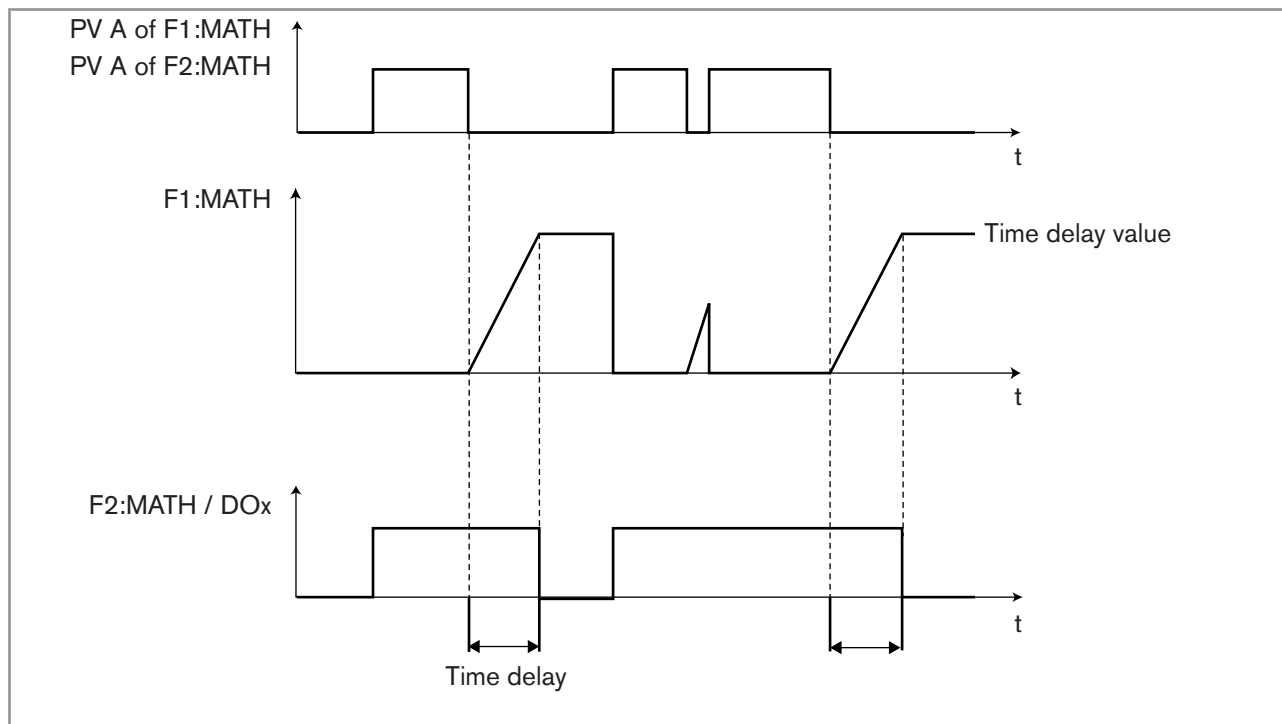 PV A of F1:MATH
PV A of F2:MATH
t
F1:MATH
Time delay value
t
F2:MATH / DOx
t
Time delay